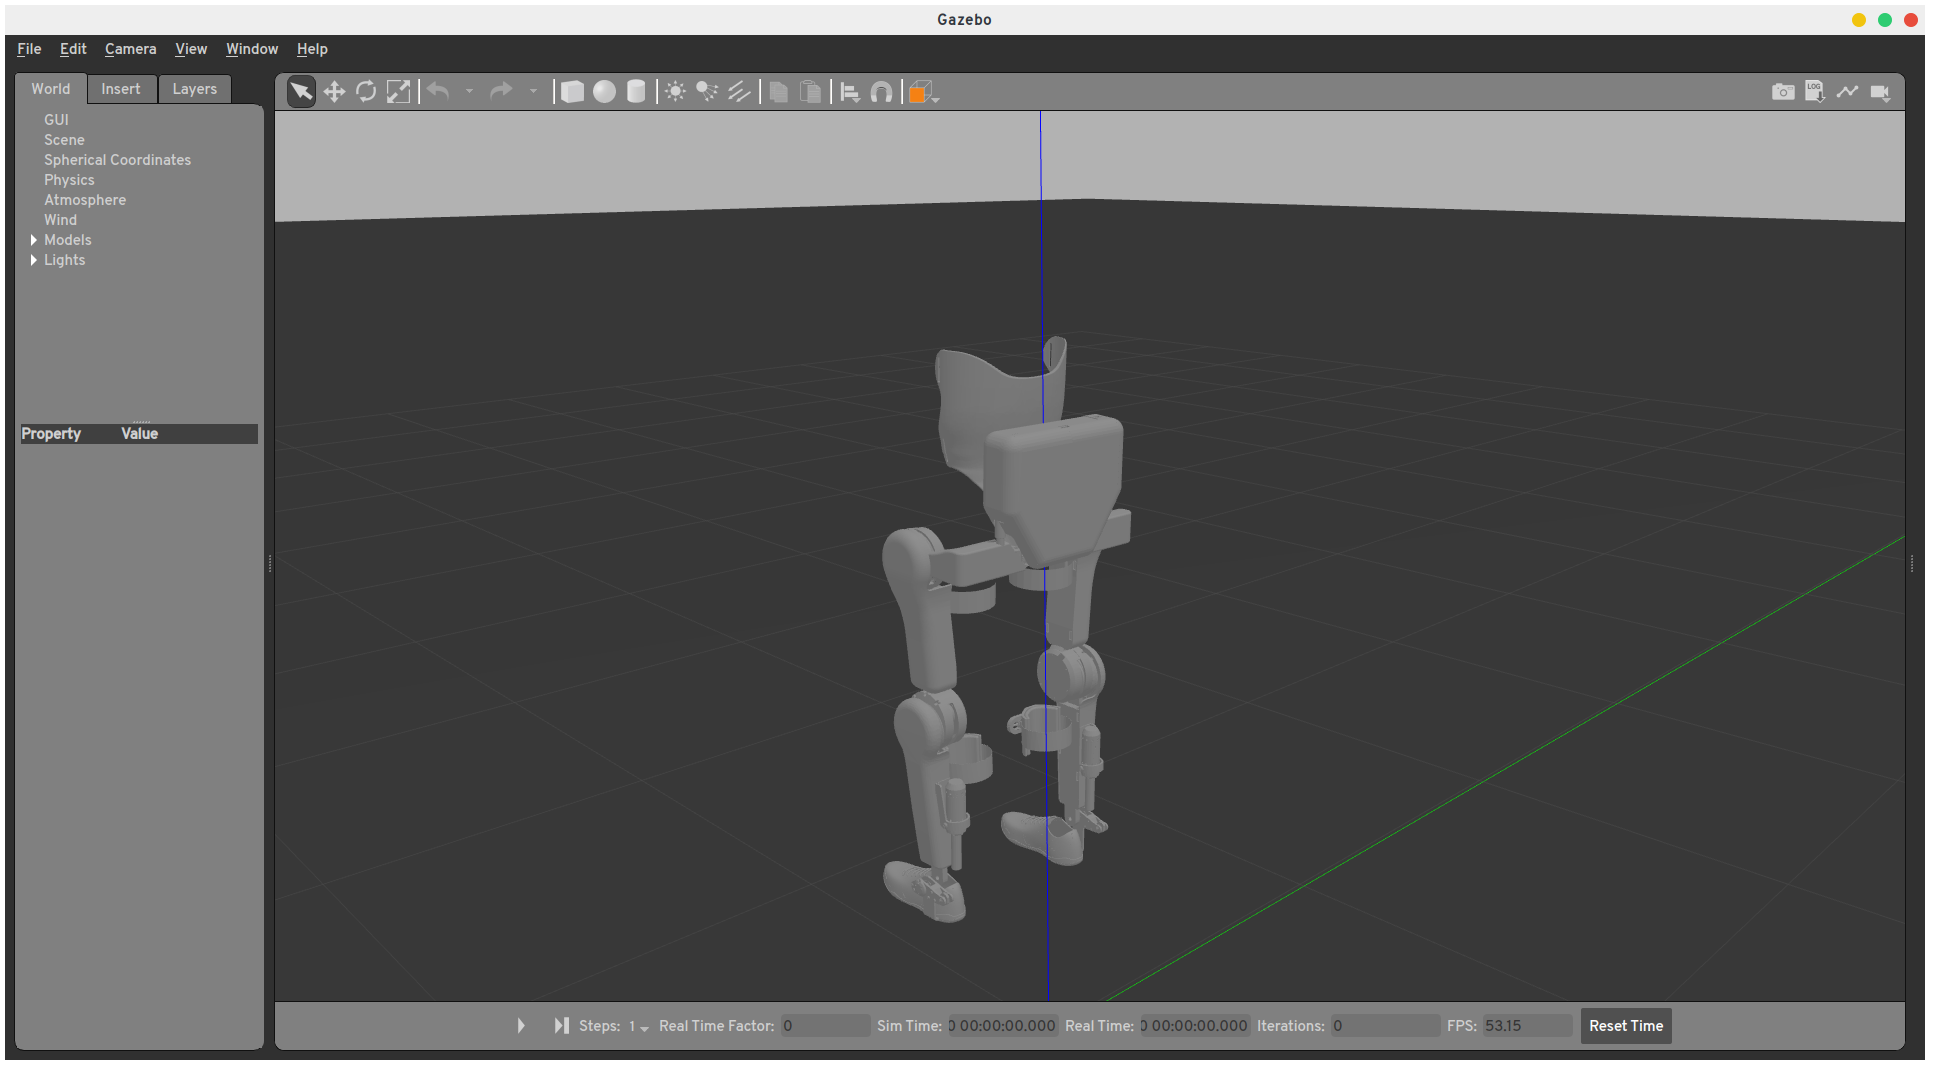 Gazebo
File Edit Camera View Window Help
World Insert Layers
LOG
GUI
Scene
Spherical Coordinates
Physics
Atmosphere
Wind
Models
Lights
Property Value
Steps: 1 Real Time Factor: 0 Sim Time: 0 00:00:00.000 Real Time: 0 00:00:00.000 Iterations: 0 FPS: 53.15 Reset Time